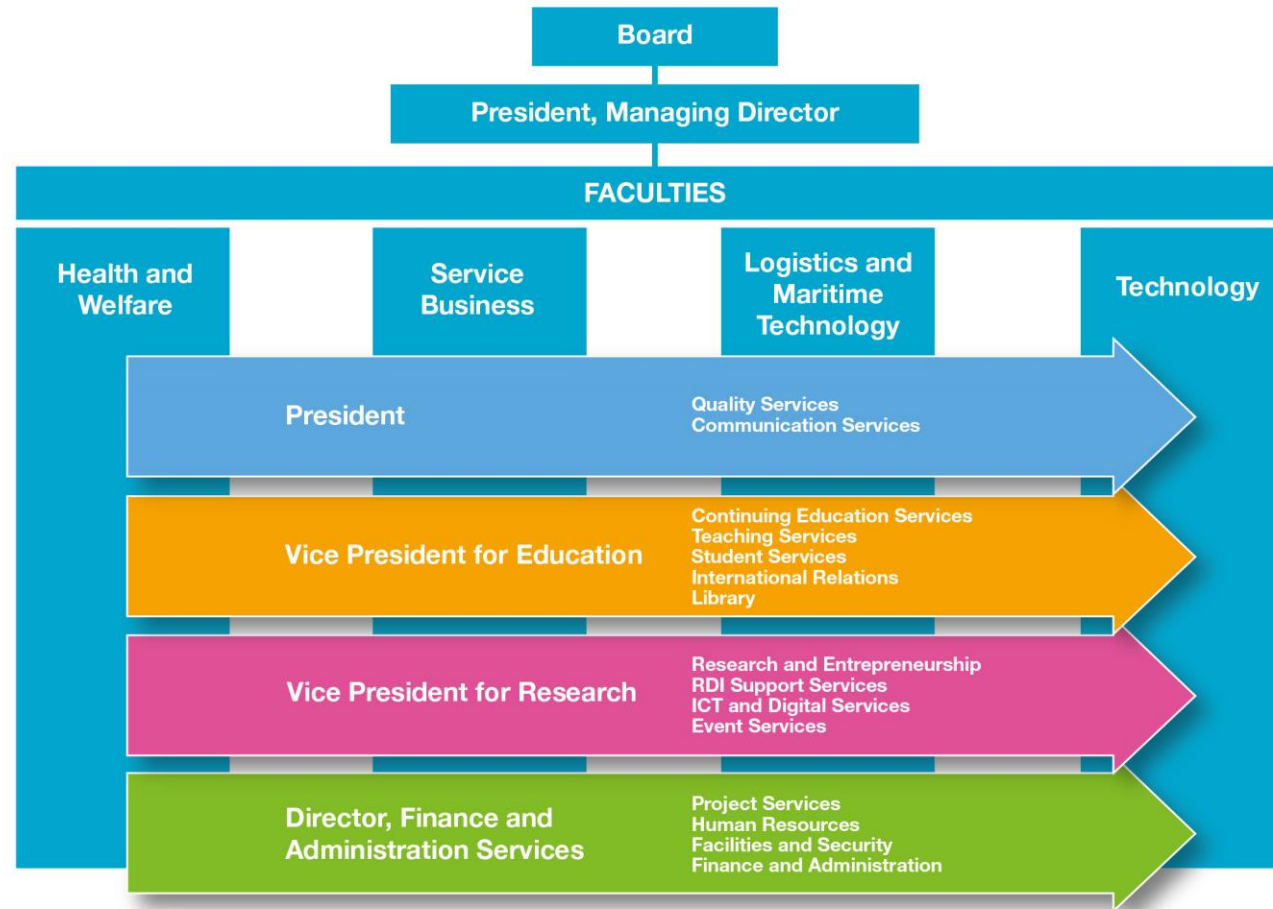 Board
President, Managing Director
FACULTIES
Health and
Welfare
Service
Business
Logistics and
Maritime
Technology
Technology
President
Quality Services
Communication Services
Vice President for Education
Continuing Education Services
Teaching Services
Student Services
International Relations
Library
Vice President for Research
Research and Entrepreneurship
RDI Support Services
ICT and Digital Services
Event Services
Director, Finance and
Administration Services
Project Services
Human Resources
Facilities and Security
Finance and Administration